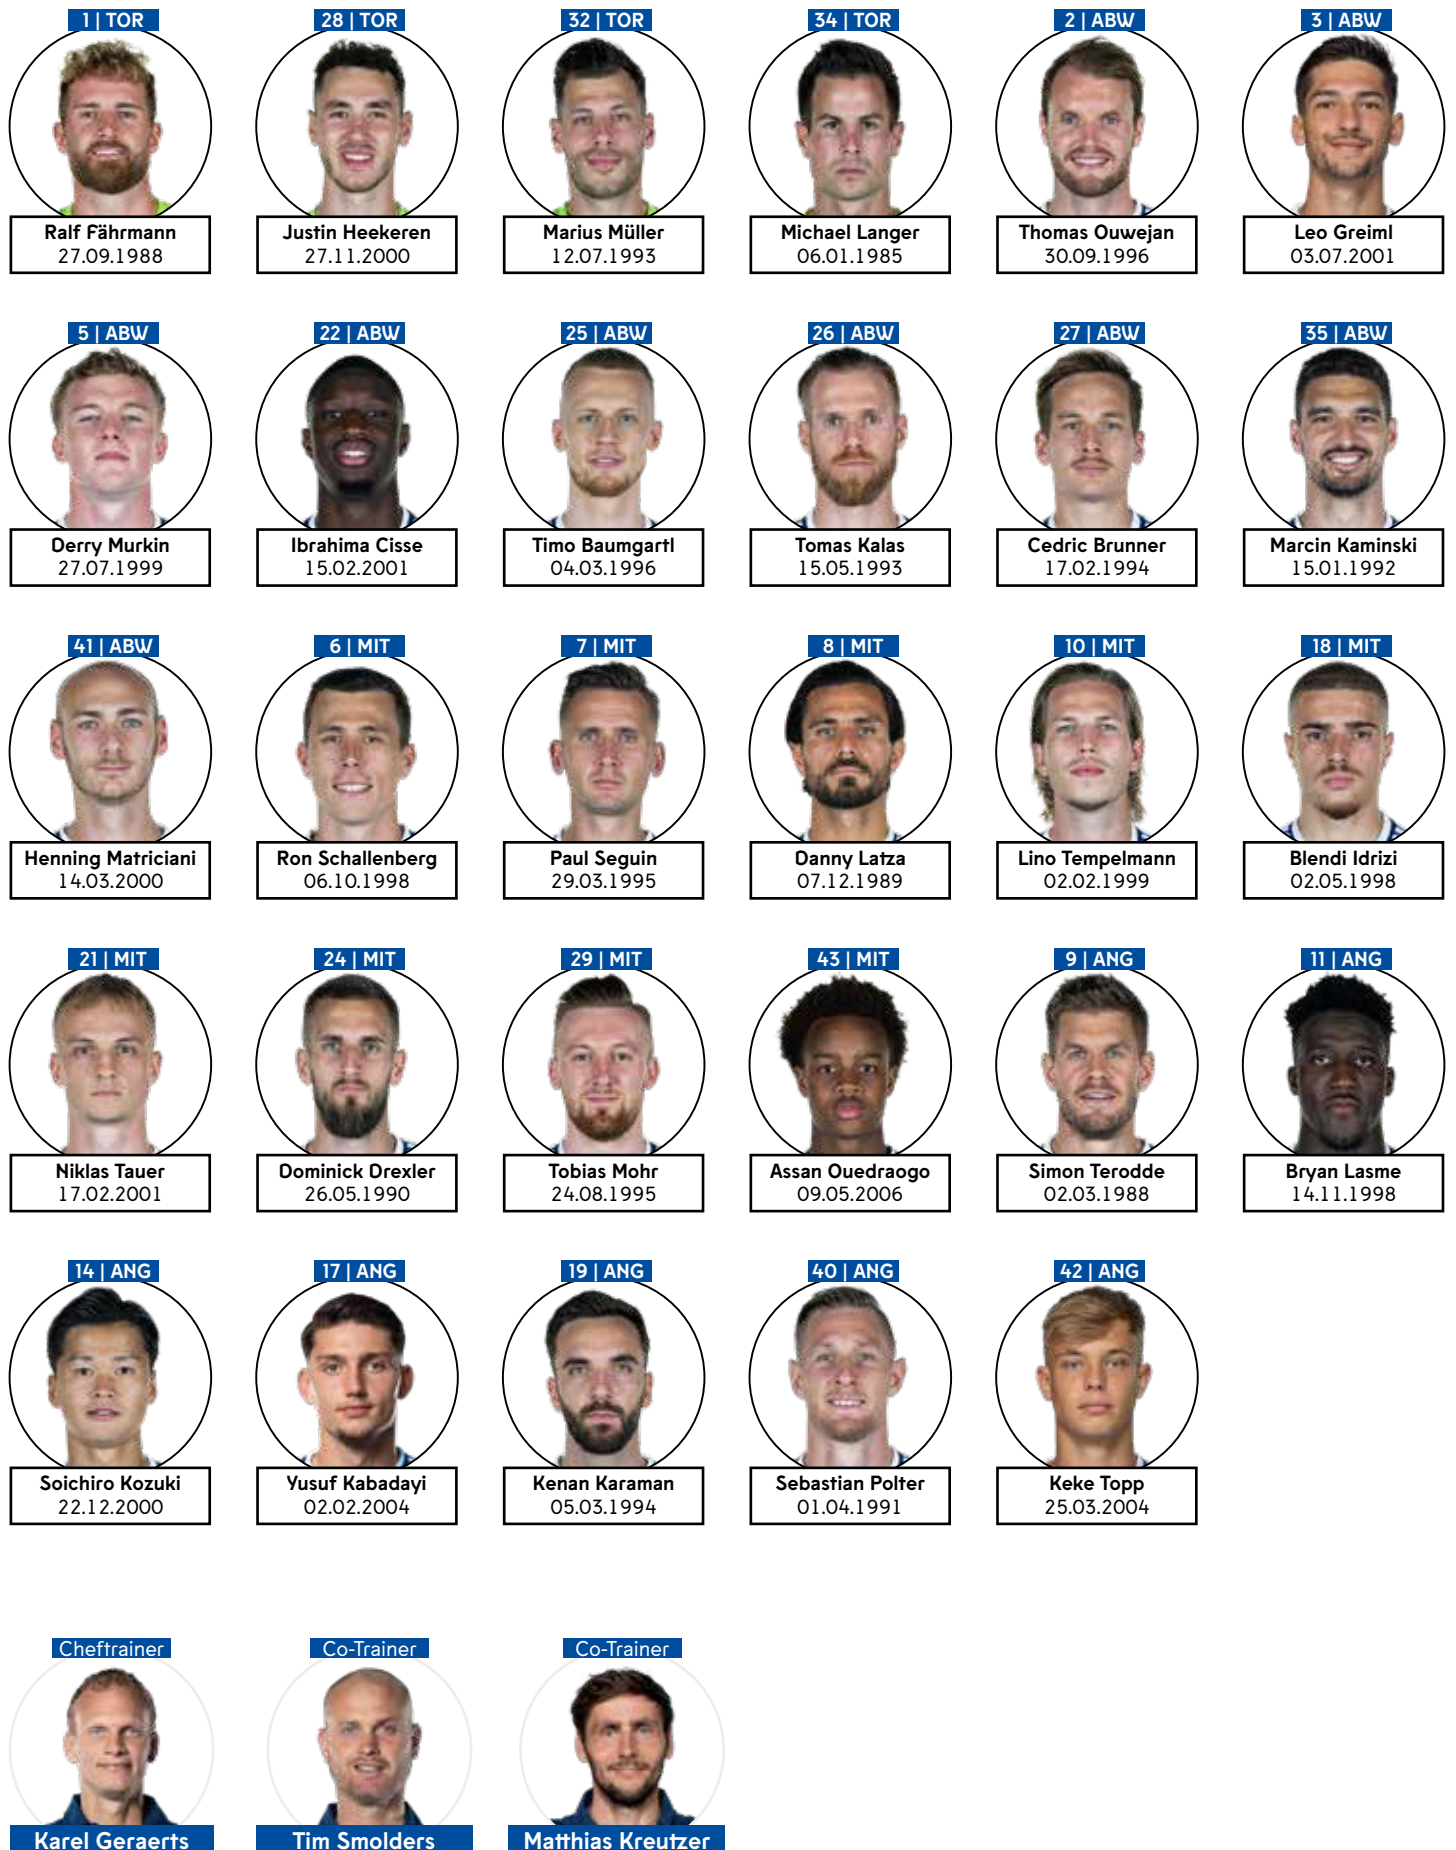 1 | TOR
Ralf Fährmann
27.09.1988
28 | TOR
Justin Heekeren
27.11.2000
32 | TOR
Marius Müller
12.07.1993
34 | TOR
Michael Langer
06.01.1985
2 | ABW
Thomas Ouwejan
30.09.1996
3 | ABW
Leo Greiml
03.07.2001
5 | ABW
Derry Murkin
27.07.1999
22 | ABW
Ibrahima Cisse
15.02.2001
25 | ABW
Timo Baumgartl
04.03.1996
26 | ABW
Tomas Kalas
15.05.1993
27 | ABW
Cedric Brunner
17.02.1994
35 | ABW
Marcin Kaminski
15.01.1992
41 | ABW
Henning Matriciani
14.03.2000
6 | MIT
Ron Schallenberg
06.10.1998
7 | MIT
Paul Seguin
29.03.1995
8 | MIT
Danny Latza
07.12.1989
10 | MIT
Lino Tempelmann
02.02.1999
18 | MIT
Blendi Idrizi
02.05.1998
21 | MIT
Niklas Tauer
17.02.2001
24 | MIT
Dominick Drexler
26.05.1990
29 | MIT
Tobias Mohr
24.08.1995
43 | MIT
Assan Ouedraogo
09.05.2006
9 | ANG
Simon Terodde
02.03.1988
11 | ANG
Bryan Lasme
14.11.1998
14 | ANG
Soichiro Kozuki
22.12.2000
17 | ANG
Yusuf Kabadayi
02.02.2004
19 | ANG
Kenan Karaman
05.03.1994
40 | ANG
Sebastian Polter
01.04.1991
42 | ANG
Keke Topp
25.03.2004
Cheftrainer
Karel Geraerts
Co-Trainer
Tim Smolders
Co-Trainer
Matthias Kreutzer